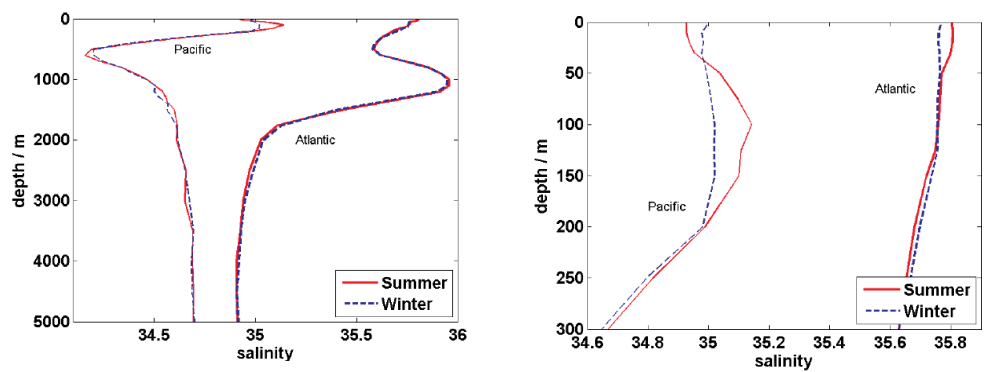 0
1000
2000
3000
4000
5000
depth / m
34.5
35
35.5
36
salinity
Pacific
Atlantic
Summer
Winter
0
50
100
150
200
250
300
depth / m
34.6
34.8
35
35.2
35.4
35.6
35.8
salinity
Atlantic
Pacific
Summer
Winter